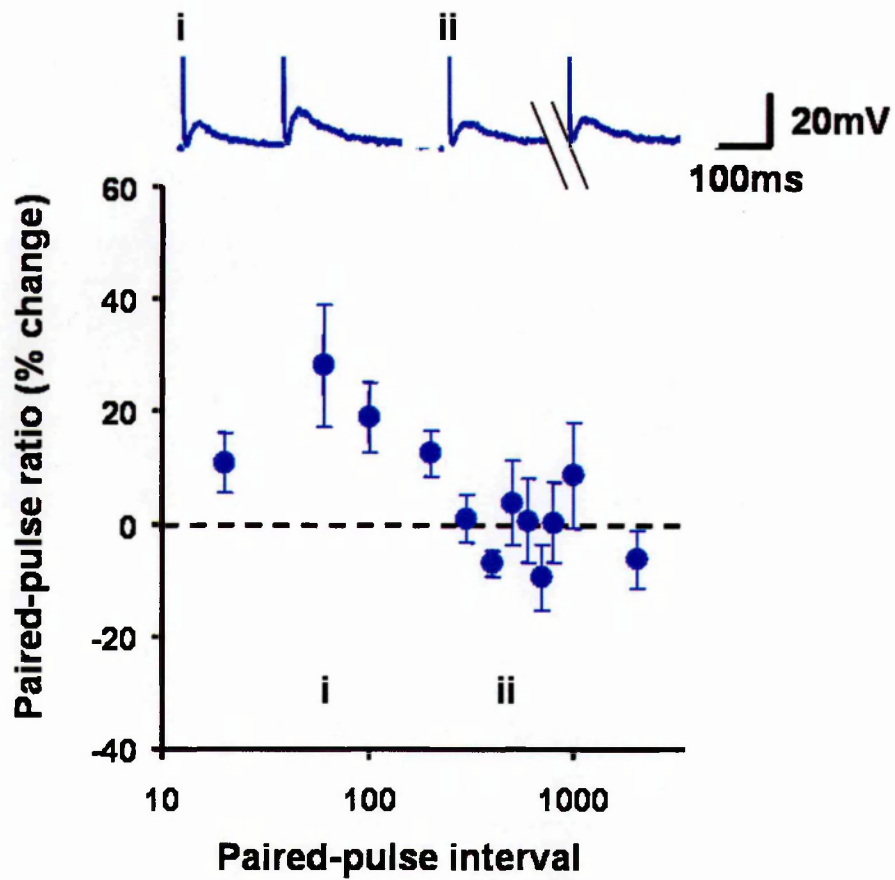 i
ii
20mV
100ms
60
40
20
0
-20
-40
Paired-pulse ratio (% change)
i
ii
10
100
1000
Paired-pulse interval